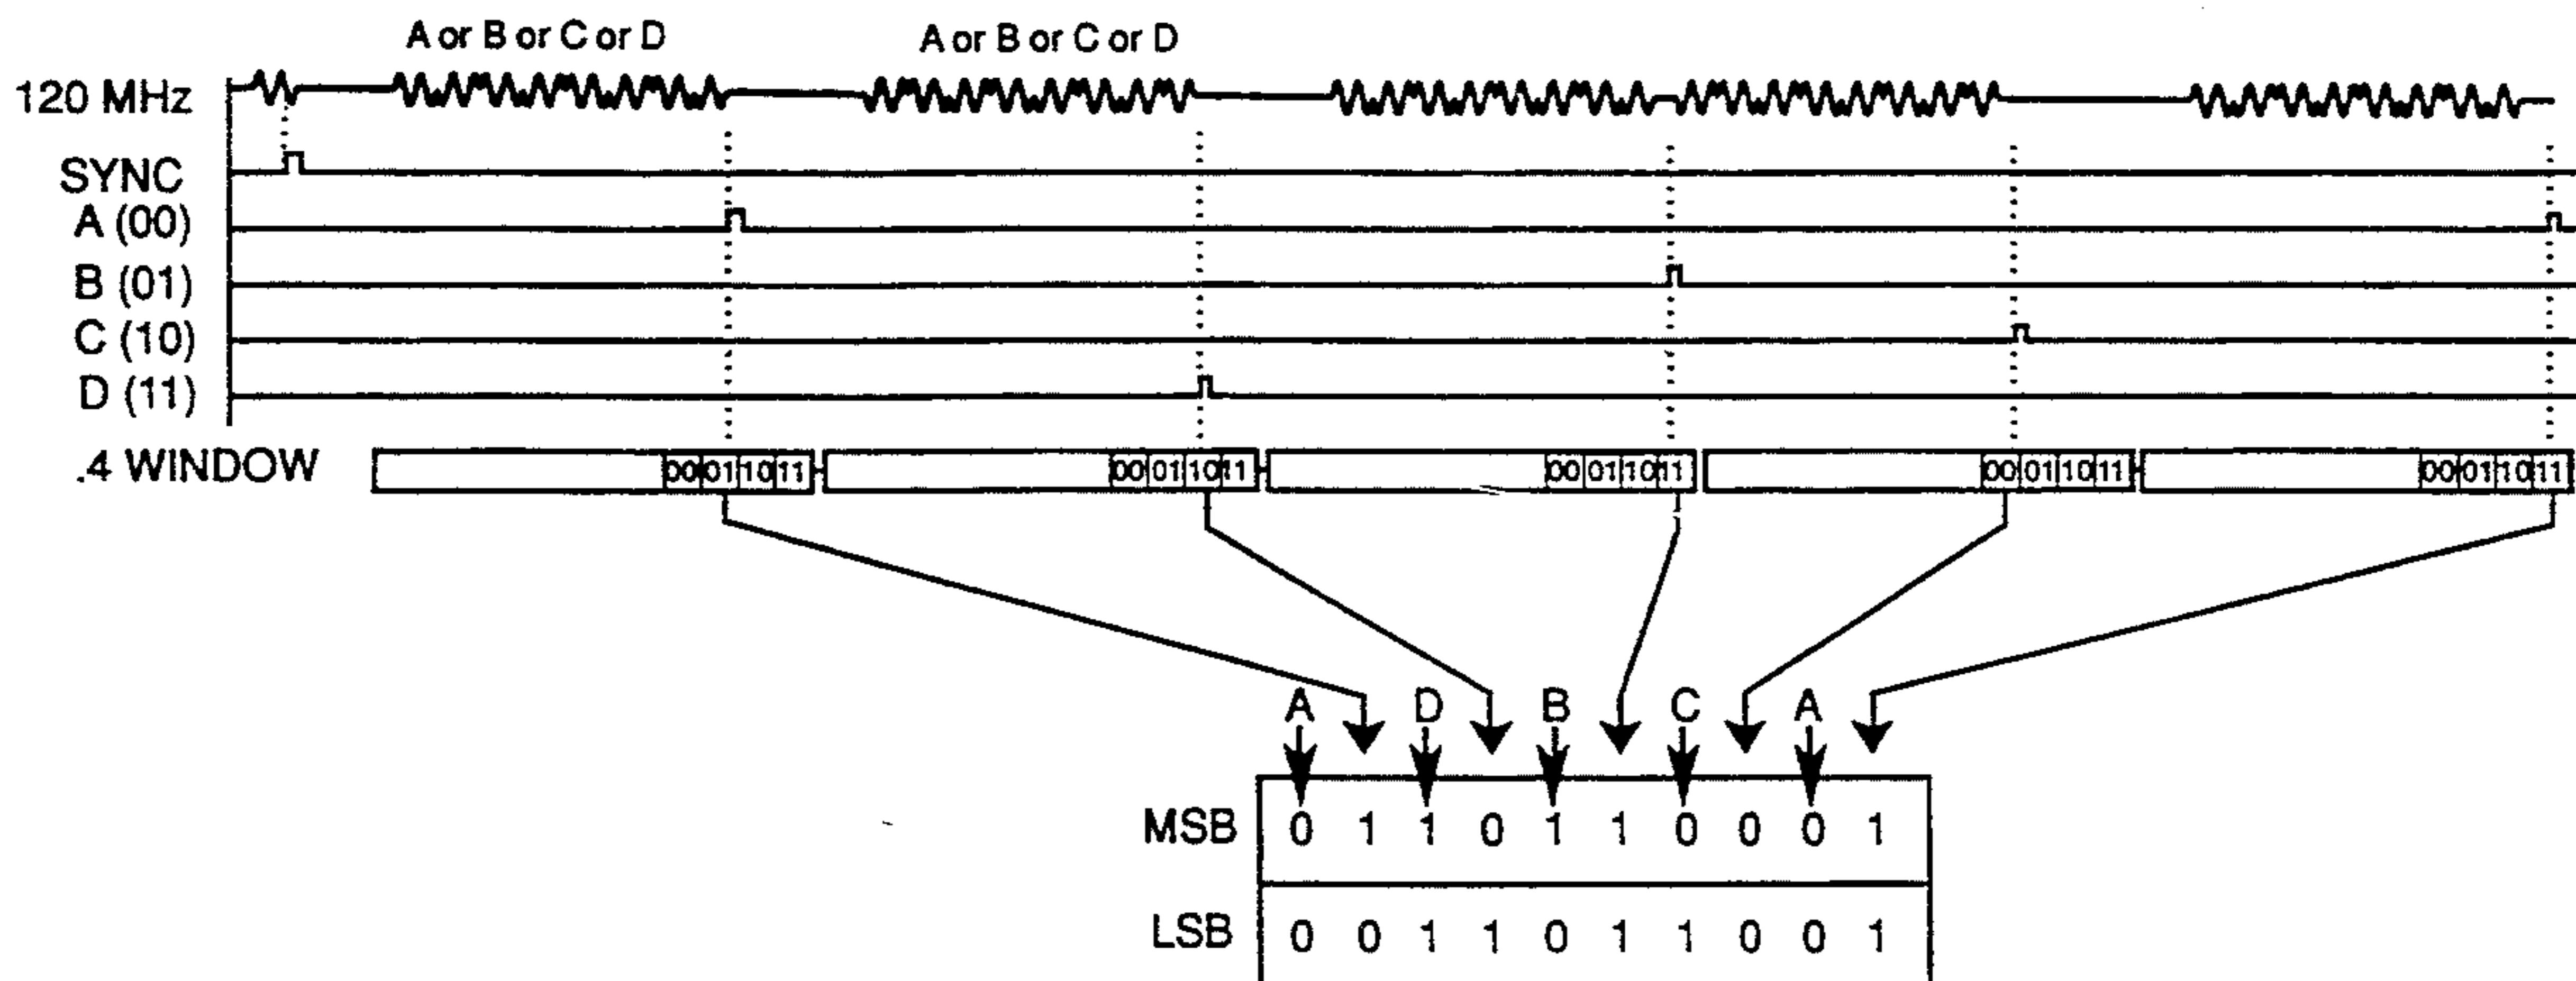 A or B or C or D A or B or C or D
120 MHz
SYNC
A (00)
B (01)
C (10)
D (11)
.4 WINDOW 00 01 10 11 00 01 10 11 00 01 10 11 00 01 10 11 00 01 10 11
A D B C A
MSB 0 1 1 0 1 1 0 0 0 1
LSB 0 0 1 1 0 1 1 0 0 1